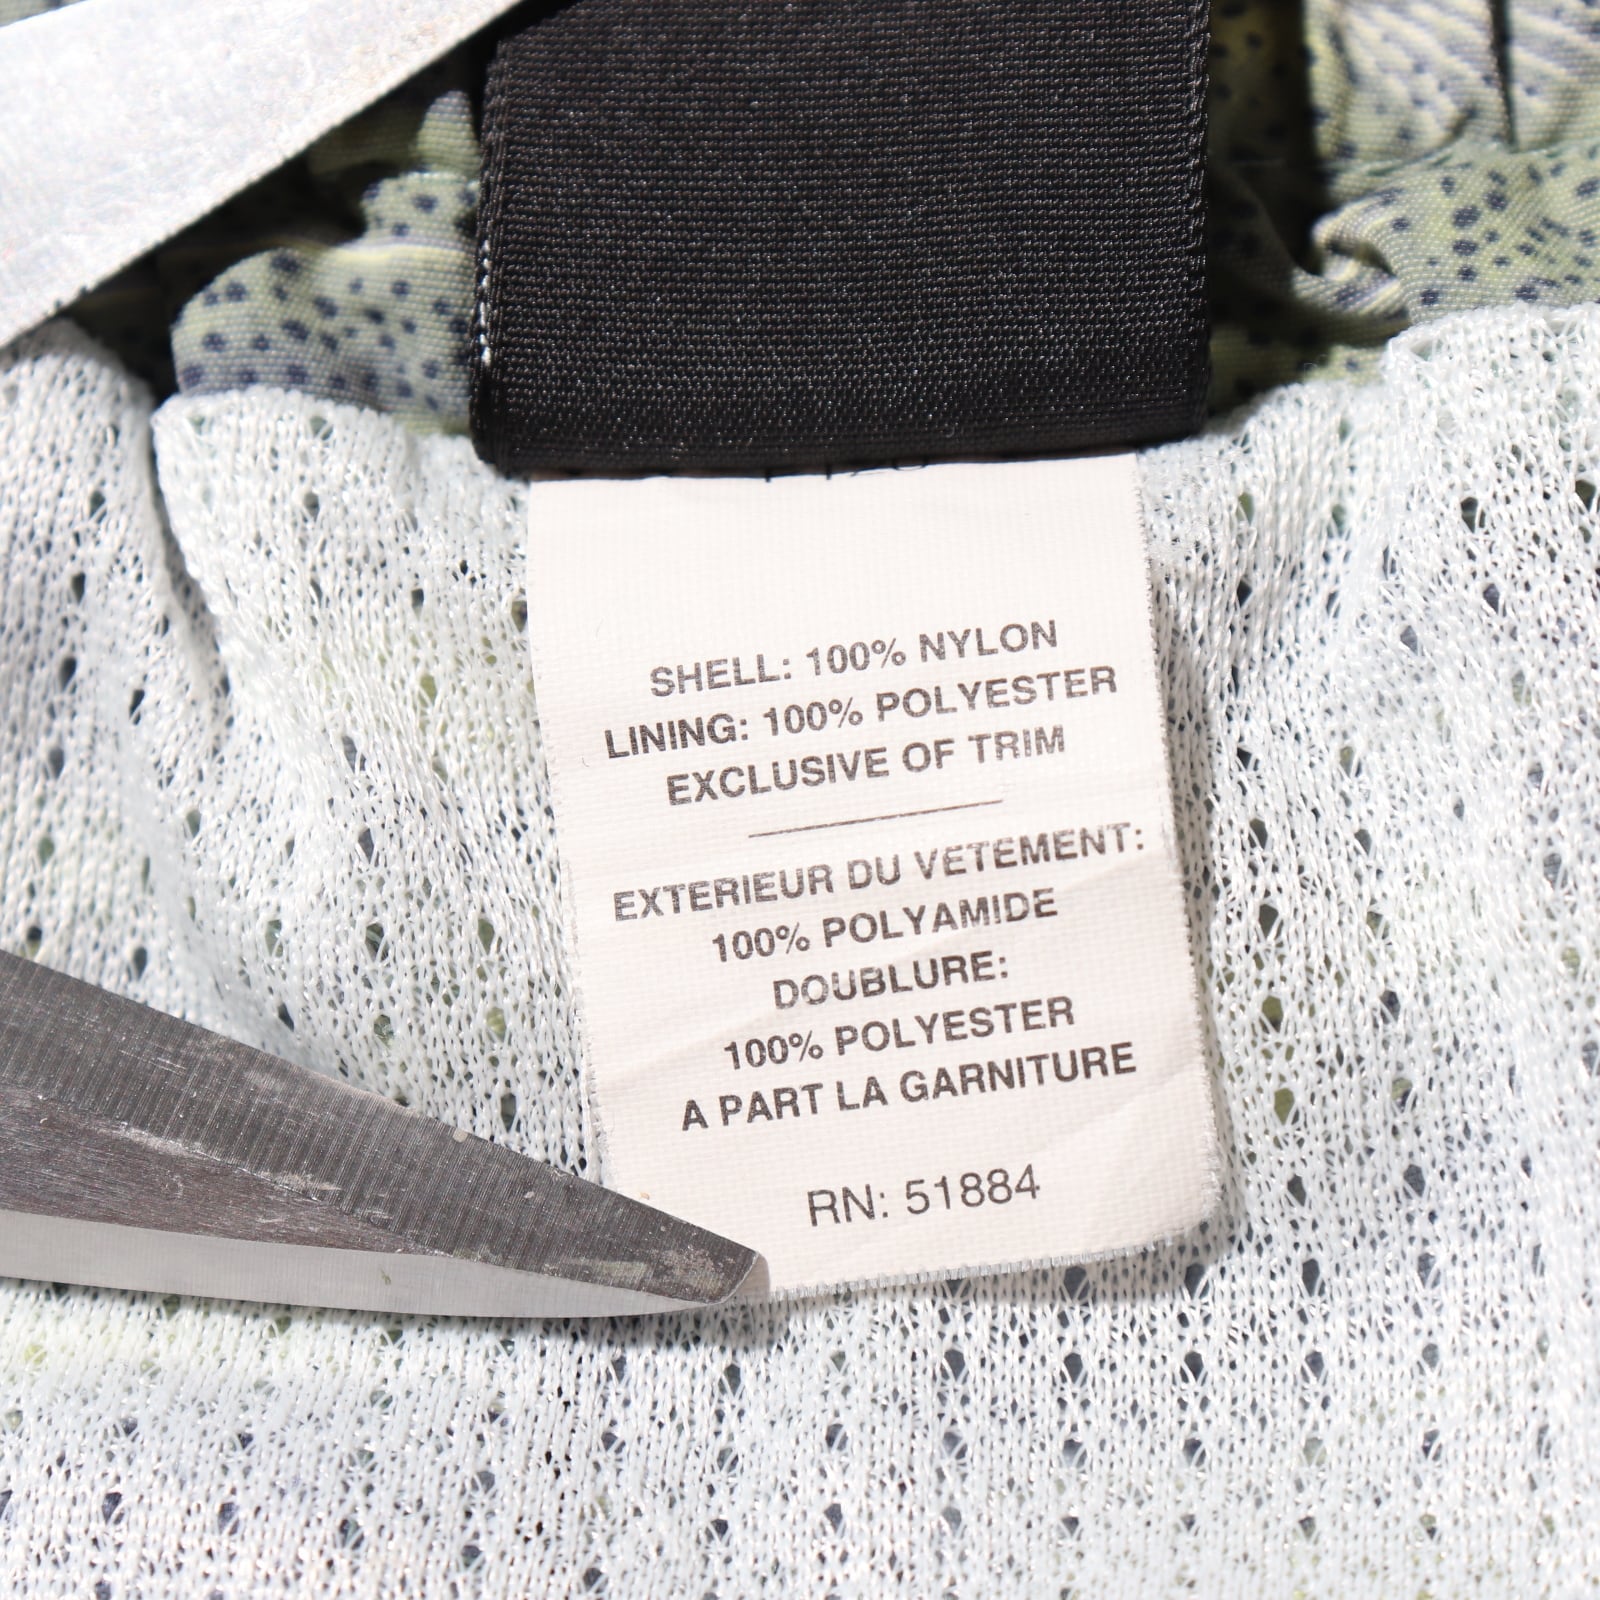 SHELL: 100% NYLON
LINING: 100% POLYESTER
EXCLUSIVE OF TRIM
EXTERIEUR DU VETEMENT:
100% POLYAMIDE
DOUBLURE:
100% POLYESTER
A PART LA GARNITURE
RN: 51884